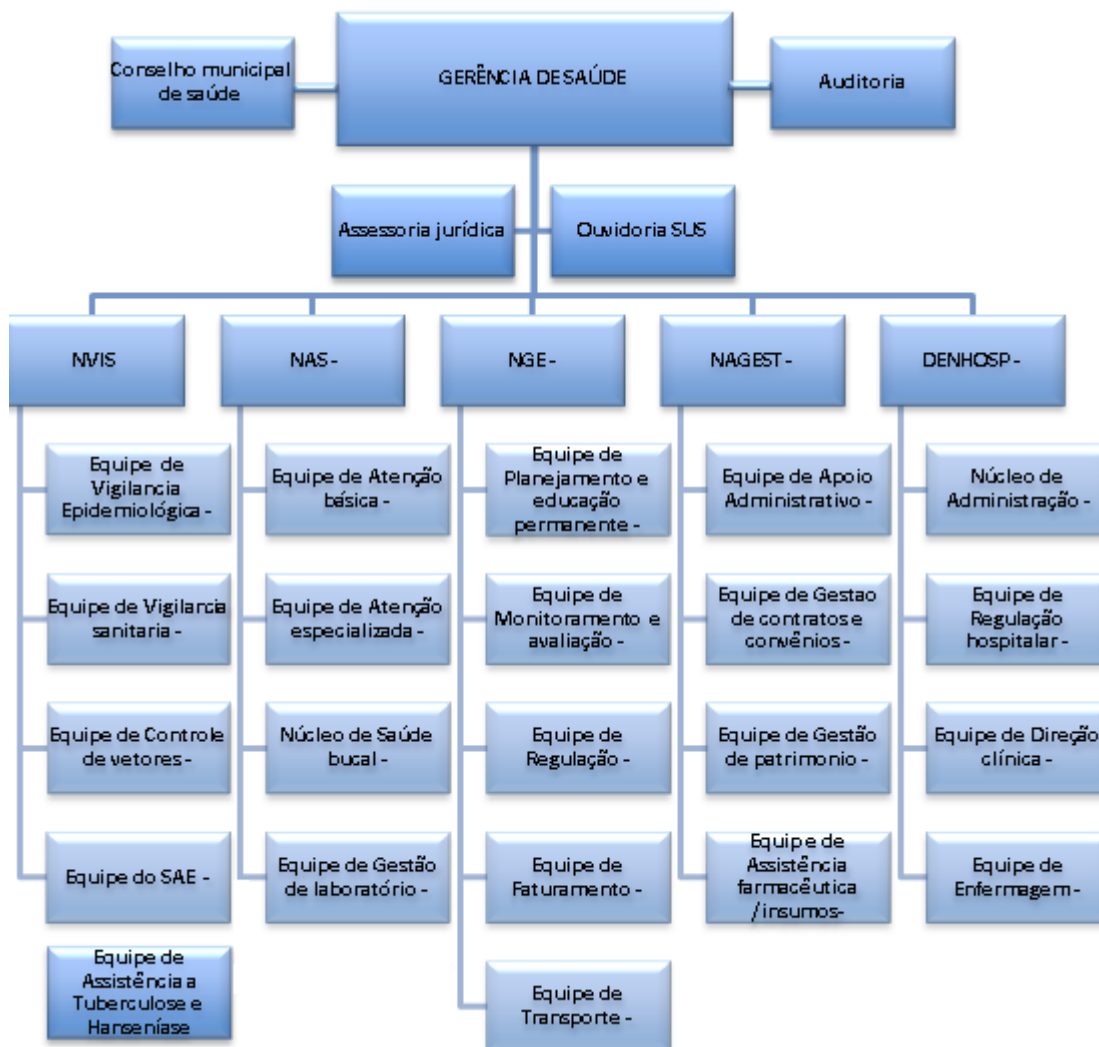 Conselho municipal
de saúde
GERÊNCIA DE SAÚDE
Auditoria
Assessoria jurídica
Ouvidoria SUS
NVIS
NAS -
NGE -
NAGEST -
DENHOSP -
Equipe de
Vigilancia
Epidemiológica -
Equipe de Atenção
básica -
Equipe de
Planejamento e
educação
permanente -
Equipe de Apoio
Administrativo -
Núcleo de
Administração -
Equipe de Vigilancia
sanitaria -
Equipe de Atenção
especializada -
Equipe de
Monitoramento e
avaliação -
Equipe de Gestao
de contratos e
convênios -
Equipe de
Regulação
hospitalar -
Equipe de Controle
de vetores -
Núcleo de Saúde
bucal -
Equipe de
Regulação -
Equipe de Gestão
de patrimonio -
Equipe de Direção
clínica -
Equipe do SAE -
Equipe de Gestão
de laboratório -
Equipe de
Faturamento -
Equipe de
Assistência
farmacêutica
/ insumos-
Equipe de
Enfermagem-
Equipe de
Assistência a
Tuberculose e
Hanseníase
Equipe de
Transporte -